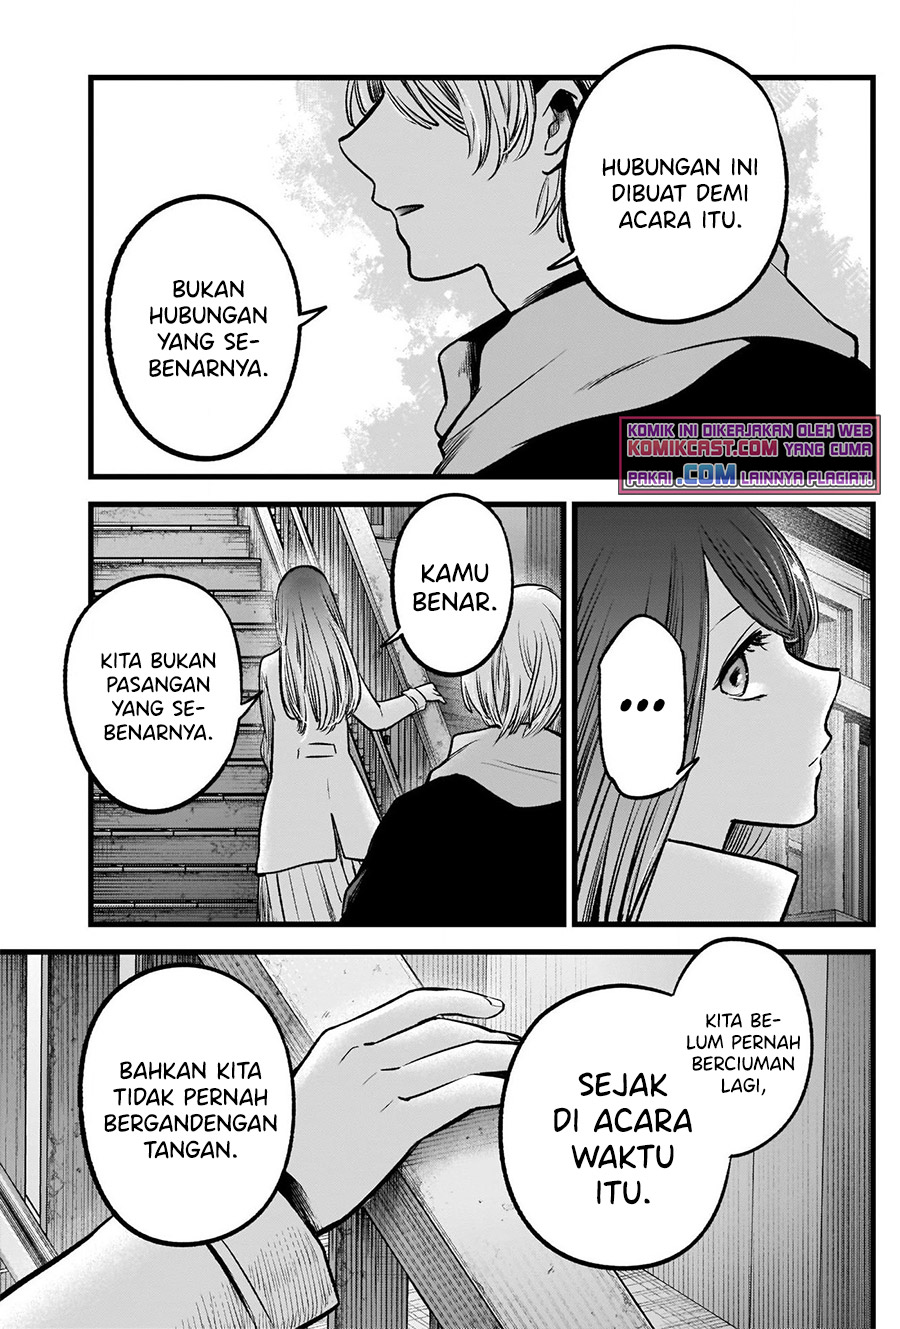 HUBUNGAN INI
DIBUAT DEMI
ACARA ITU.
BUKAN
HUBUNGAN
YANG SE-
BENARNYA.
KOMIK INI DIKERJAKAN OLEH WEB
KOMIKCAST.COM YANG CUMA
PAKAI .COM LAINNYA PLAGIAT!
...
KAMU
BENAR.
KITA BUKAN
PASANGAN
YANG SE-
BENARNYA.
KITA BE-
LUM PERNAH
BERCIUMAN
LAGI,
SEJAK
DI ACARA
WAKTU
ITU.
BAHKAN KITA
TIDAK PERNAH
BERGANDENGAN
TANGAN.